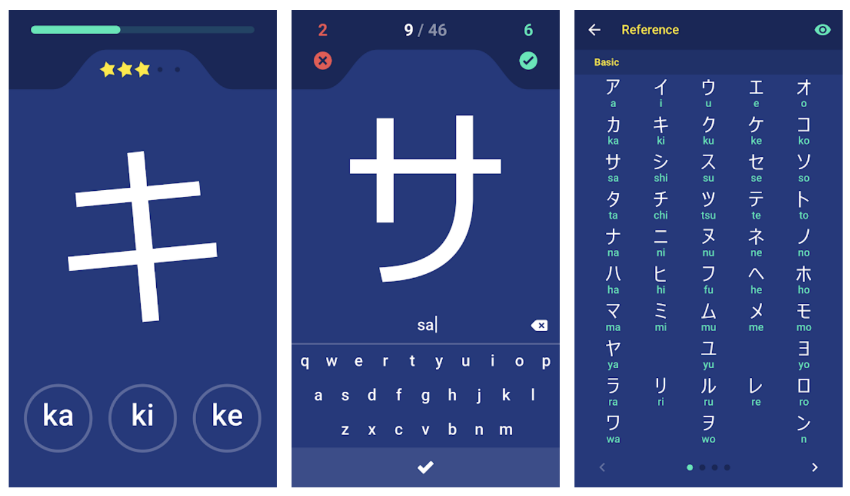 キ
ka ki ke
2 9 / 46 6
サ
sa
q w e r t y u i o p
a s d f g h j k l
z x c v b n m
Reference
Basic
ア イ ウ エ オ
a i u e o
カ キ ク ケ コ
ka ki ku ke ko
サ シ ス セ ソ
sa shi su se so
タ チ ツ テ ト
ta chi tsu te to
ナ ニ ヌ ネ ノ
na ni nu ne no
ハ ヒ フ ヘ ホ
ha hi fu he ho
マ ミ ム メ モ
ma mi mu me mo
ヤ ユ ヨ
ya yu yo
ラ リ ル レ ロ
ra ri ru re ro
ワ ヲ ン
wa wo n